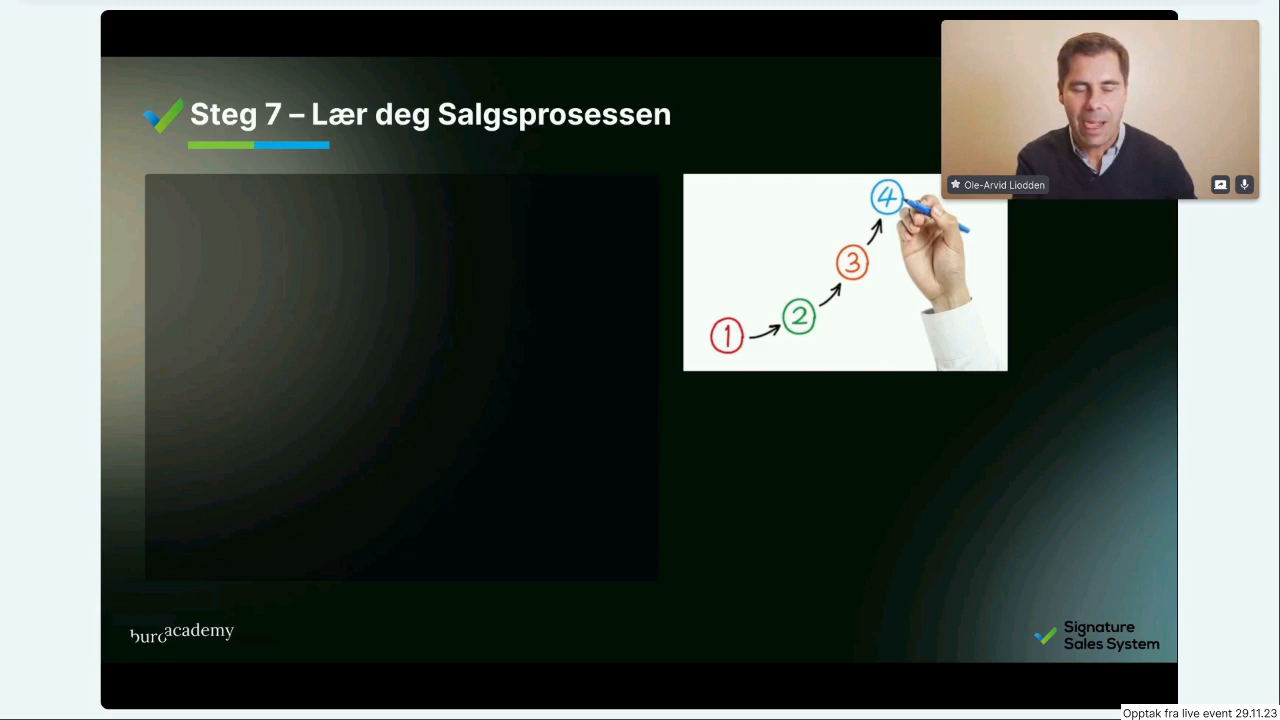 Steg 7 – Lær deg Salgsprosessen
Ole-Arvid Liodden
1
2
3
4
buro academy
Signature
Sales System
Opptak fra live event 29.11.23